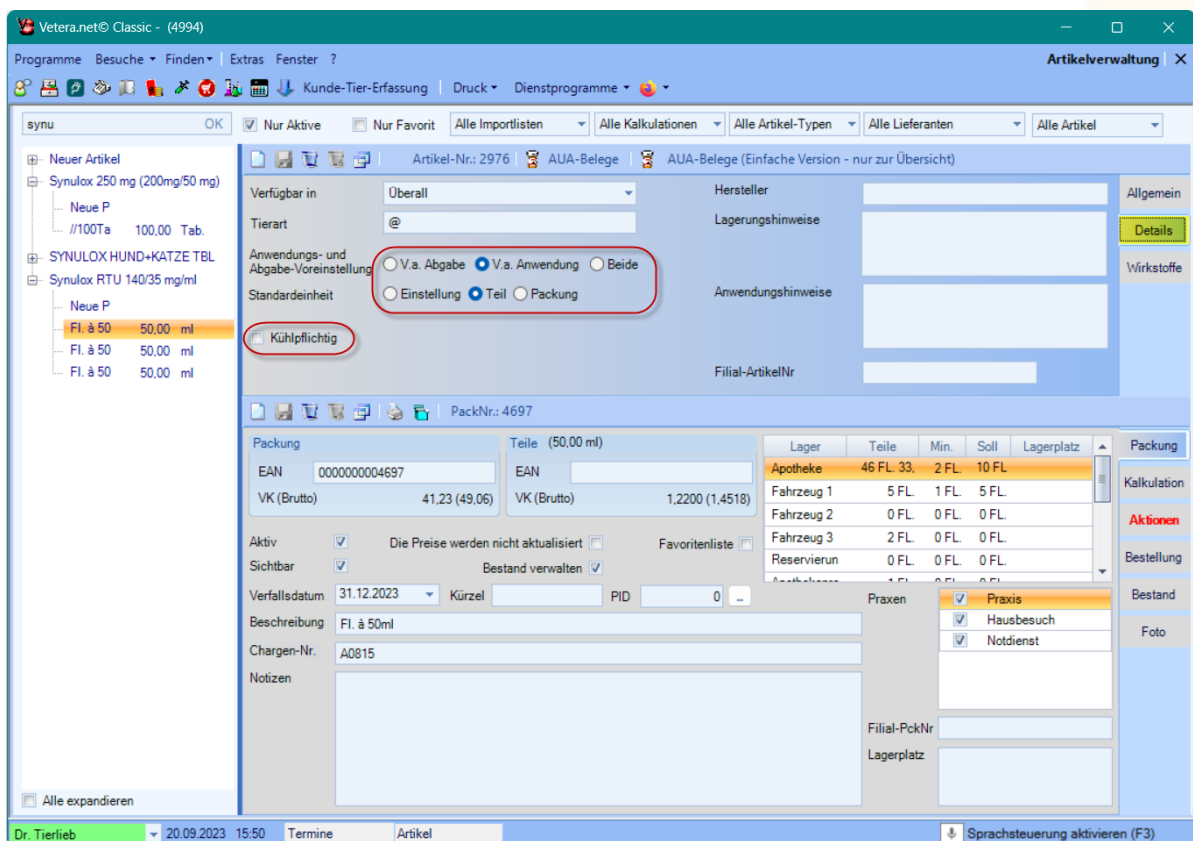 Vetera.net© Classic - (4994)
Programme Besuche Finden Extras Fenster ? Artikelverwaltung X
Kunde-Tier-Erfassung Druck Dienstprogramme
synu OK Nur Aktive Nur Favorit Alle Importlisten Alle Kalkulationen Alle Artikel-Typen Alle Lieferanten Alle Artikel
Neuer Artikel
Synulox 250 mg (200mg/50 mg)
Neue P
//100Ta 100,00 Tab.
SYNULOX HUND+KATZE TBL
Synulox RTU 140/35 mg/ml
Neue P
Fl. à 50 50,00 ml
Fl. à 50 50,00 ml
Fl. à 50 50,00 ml
Alle expandieren
Artikel-Nr.: 2976 AUA-Belege AUA-Belege (Einfache Version - nur zur Übersicht)
Verfügbar in Überall
Tierart @
Anwendungs- und
Abgabe-Voreinstellung V.a. Abgabe V.a. Anwendung Beide
Standardeinheit Einstellung Teil Packung
Kühlpflichtig
Hersteller
Lagerungshinweise
Anwendungshinweise
Filial-ArtikelNr
Allgemein
Details
Wirkstoffe
PackNr.: 4697
Packung
EAN 0000000004697
VK (Brutto) 41,23 (49,06)
Teile (50,00 ml)
EAN
VK (Brutto) 1,2200 (1,4518)
Lager Teile Min. Soll Lagerplatz
Apotheke 46 FL. 33, 2 FL. 10 FL
Fahrzeug 1 5 FL. 1 FL. 5 FL.
Fahrzeug 2 0 FL. 0 FL. 0 FL.
Fahrzeug 3 2 FL. 0 FL. 0 FL.
Reservierun 0 FL. 0 FL. 0 FL.
1 FL. 0 FL. 0 FL.
Aktiv Die Preise werden nicht aktualisiert Favoritenliste
Sichtbar Bestand verwalten
Verfallsdatum 31.12.2023 Kürzel PID 0 ...
Beschreibung Fl. à 50ml
Chargen-Nr. A0815
Notizen
Praxen Praxis
Hausbesuch
Notdienst
Filial-PckNr
Lagerplatz
Packung
Kalkulation
Aktionen
Bestellung
Bestand
Foto
Dr. Tierlieb 20.09.2023 15:50 Termine Artikel Sprachsteuerung aktivieren (F3)